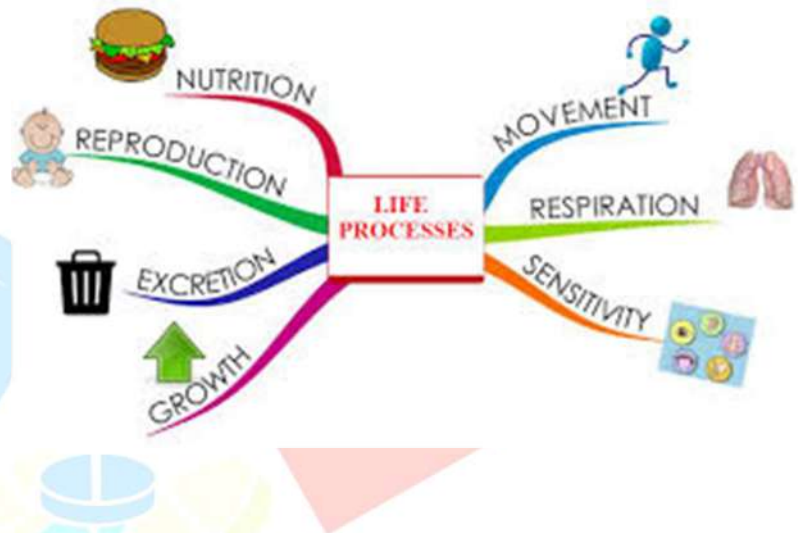 NUTRITION
REPRODUCTION
EXCRETION
GROWTH
LIFE
PROCESSES
MOVEMENT
RESPIRATION
SENSITIVITY